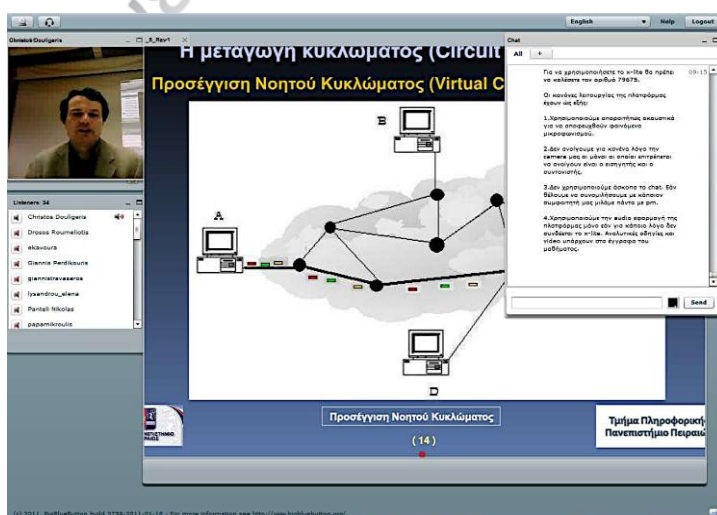 English
Help
Logout
Christos Douligeris
_5_Rev1
Η μεταγωγή κυκλώματος (Circuit
Προσέγγιση Νοητού Κυκλώματος (Virtual C
B
A
D
Προσέγγιση Νοητού Κυκλώματος
(14)
Τμήμα Πληροφορική
Πανεπιστήμιο Πειραιώ
Listeners: 34
Christos Douligeris
Drosos Roumeliotis
ekavoura
Giannis Perdikouris
giannistravasaros
lysandrou_elena
Panteli Nikolas
papamikroulis
Chat
All
+
Για να χρησιμοποιήσετε το x-lite θα πρέπει 09:15
να καλέσετε τον αριθμό 79675.
Οι κανόνες λειτουργίας της πλατφόρμας
έχουν ώς εξής:
1.Χρησιμοποιούμε απαραιτήτως ακουστικά
για να αποφευχθούν φαινόμενα
μικροφωνισμού.
2.Δεν ανοίγουμε για κανένα λόγο την
camera μας οι μόνοι οι οποίοι επιτρέπεται
να ανοίγουν είναι ο εισηγητής και ο
συντονιστής.
3.Δεν χρησιμοποιούμε άσκοπα το chat. Εάν
θέλουμε να συνομιλήσουμε με κάποιον
συμφοιτητή μας μιλάμε πάντα με pm.
4.Χρησιμοποιούμε την audio εφαρμογή της
πλατφόρμας μόνο εάν για κάποιο λόγο δεν
συνδέεται το x-lite. Αναλυτικές οδηγίες και
video υπάρχουν στο έγγραφα του
μαθήματος.
Send